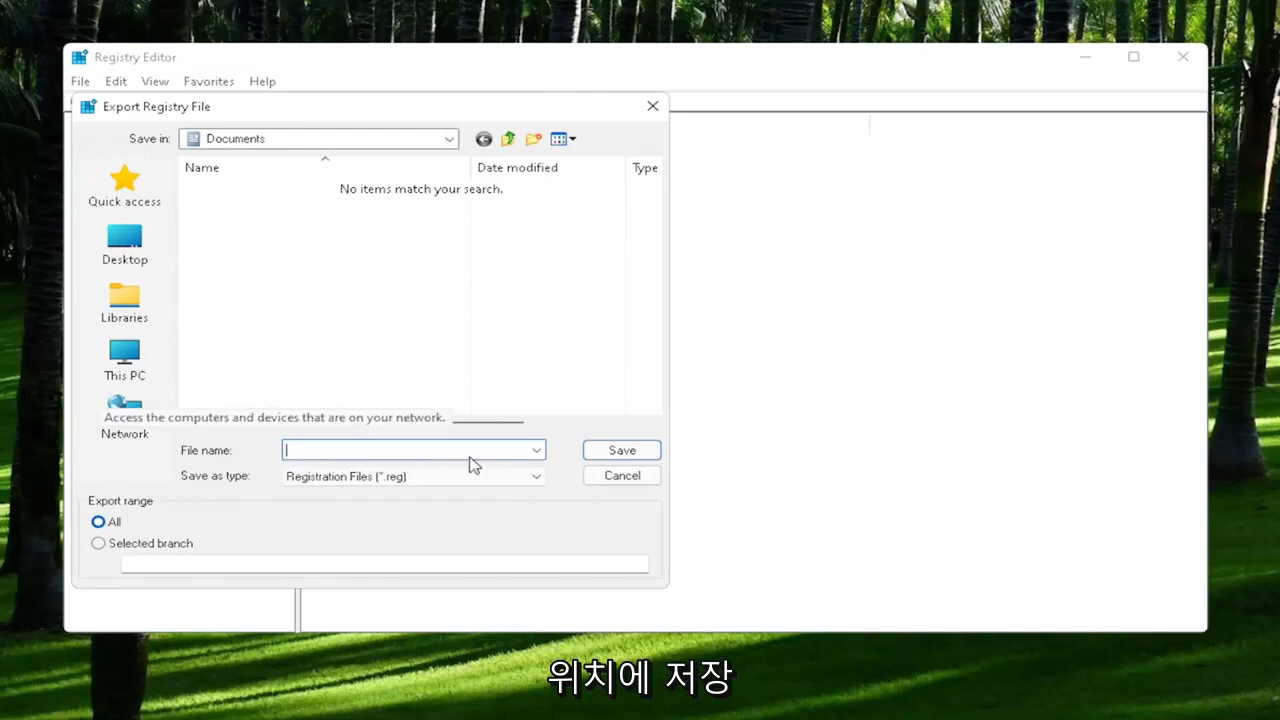 Registry Editor
File Edit View Favorites Help
Export Registry File
Save in: Documents
Name Date modified Type
No items match your search.
Quick access
Desktop
Libraries
This PC
Access the computers and devices that are on your network.
Network
File name: Save
Save as type: Registration Files (*.reg) Cancel
Export range
All
Selected branch
위치에 저장